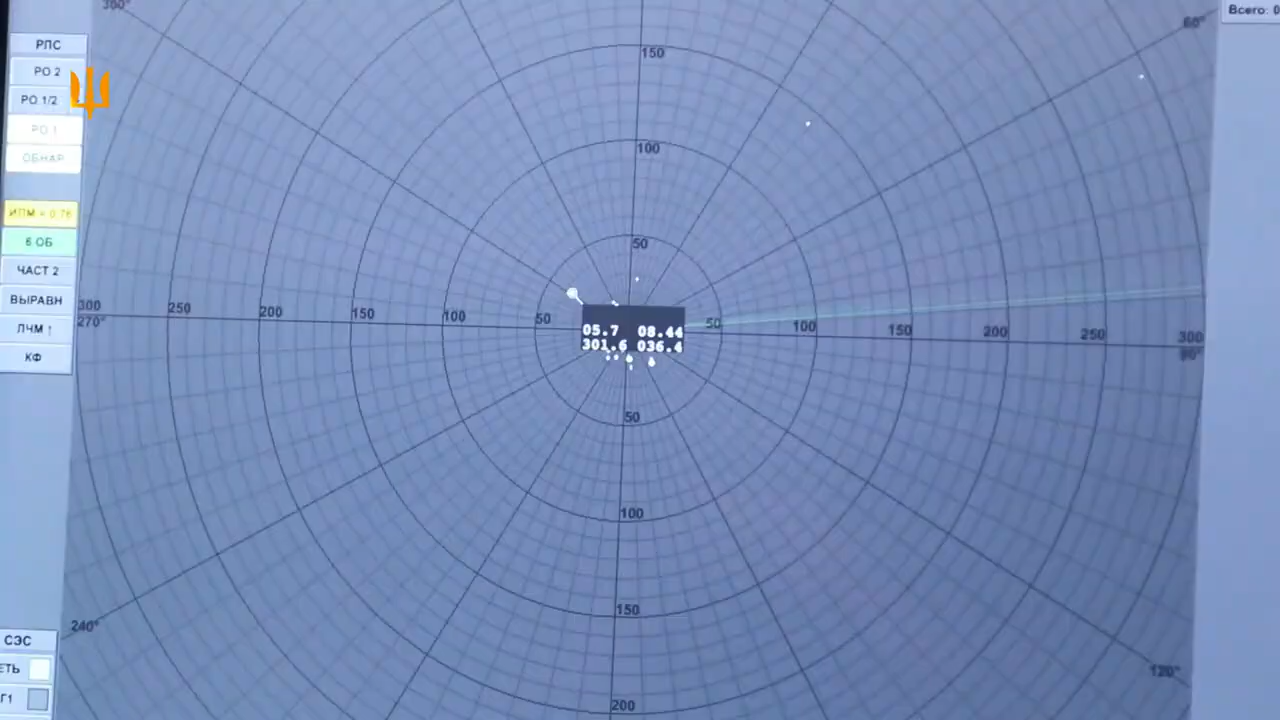 РЛС
РО 2
РО 1/2
РО 1
ОБНАР
ИПМ = 0,76
6 ОБ
ЧАСТ 2
ВЫРАВН
ЛЧМ ↑
КФ
СЭС
ЕТЬ
Г1
Всего: 0
300°
60°
150
100
50
300
250
200
150
100
50
50
100
150
200
250
300
270°
90°
05.7 08.44
301.6 036.4
50
100
150
200
240°
120°